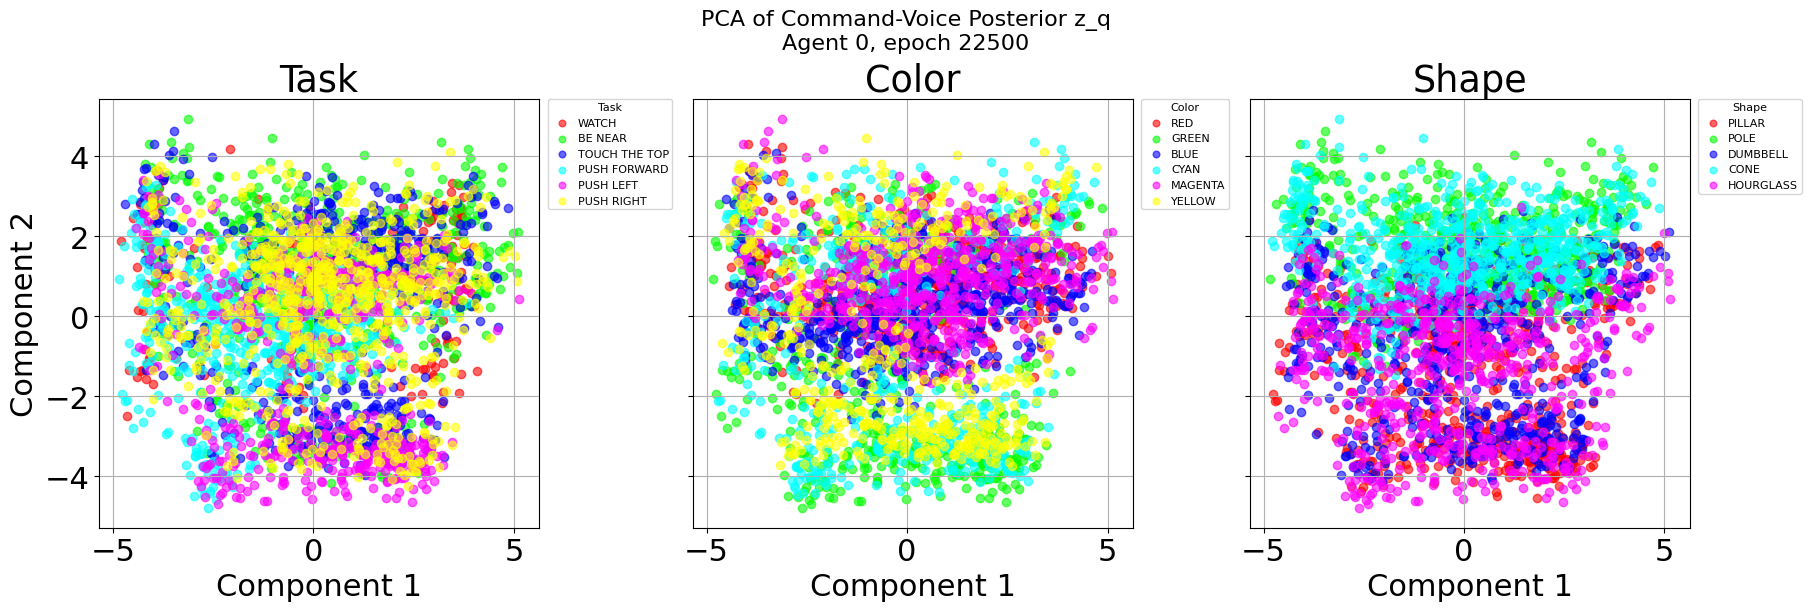 PCA of Command-Voice Posterior z_q
Agent 0, epoch 22500
Task
Component 2
4
2
0
−2
−4
−5
0
5
Component 1
Task
WATCH
BE NEAR
TOUCH THE TOP
PUSH FORWARD
PUSH LEFT
PUSH RIGHT
Color
−5
0
5
Component 1
Color
RED
GREEN
BLUE
CYAN
MAGENTA
YELLOW
Shape
−5
0
5
Component 1
Shape
PILLAR
POLE
DUMBBELL
CONE
HOURGLASS